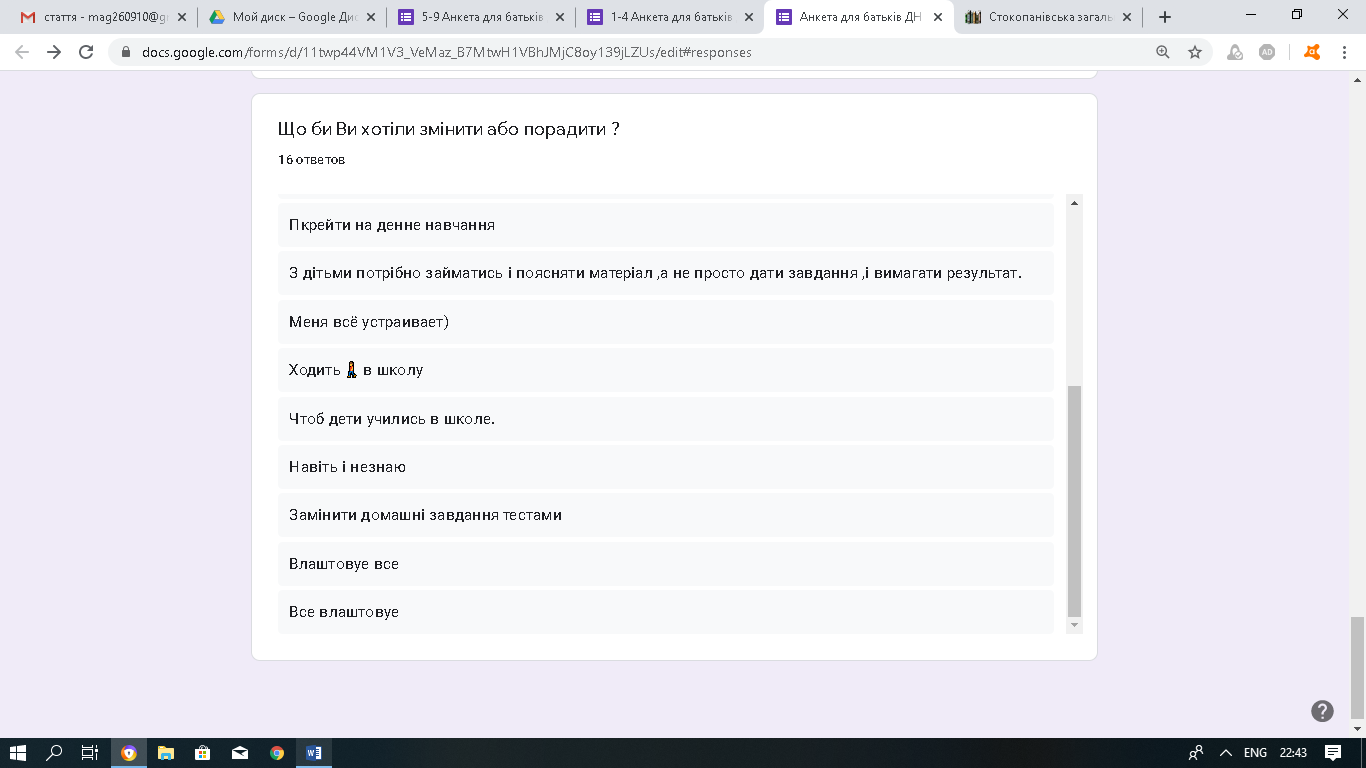 стаття - mag260910@g
Мой диск – Google Дис
5-9 Анкета для батьків
1-4 Анкета для батьків
Анкета для батьків ДН
Стокопанівська загаль
docs.google.com/forms/d/11twp44VM1V3_VeMaz_B7MtwH1VBhJMjC8oy139jLZUs/edit#responses
Що би Ви хотіли змінити або порадити ?
16 ответов
Пкрейти на денне навчання
З дітьми потрібно займатись і поясняти матеріал ,а не просто дати завдання ,і вимагати результат.
Меня всё устраивает)
Ходить 🚶‍♀️ в школу
Чтоб дети учились в школе.
Навіть і незнаю
Замінити домашні завдання тестами
Влаштовуе все
Все влаштовуе
ENG 22:43